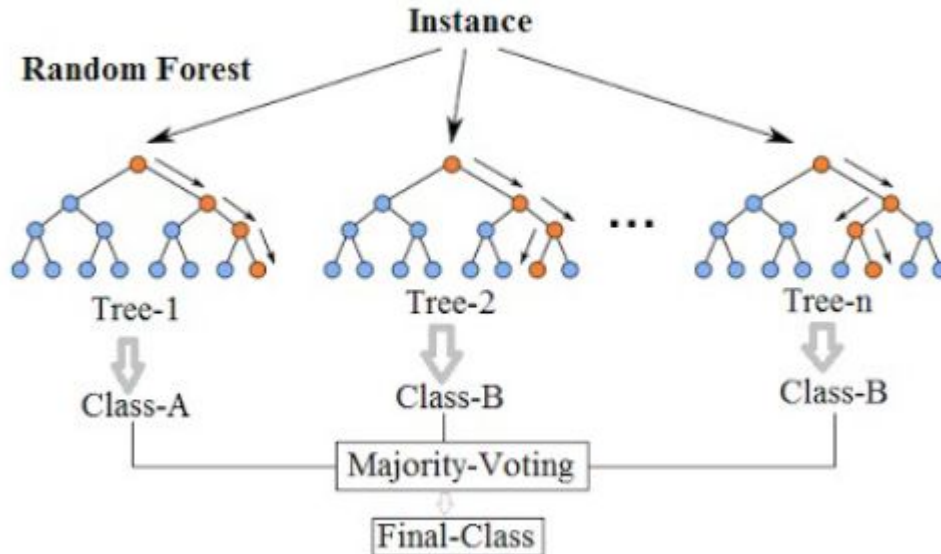 Instance
Random Forest
...
Tree-1
Tree-2
Tree-n
Class-A
Class-B
Class-B
Majority-Voting
Final-Class